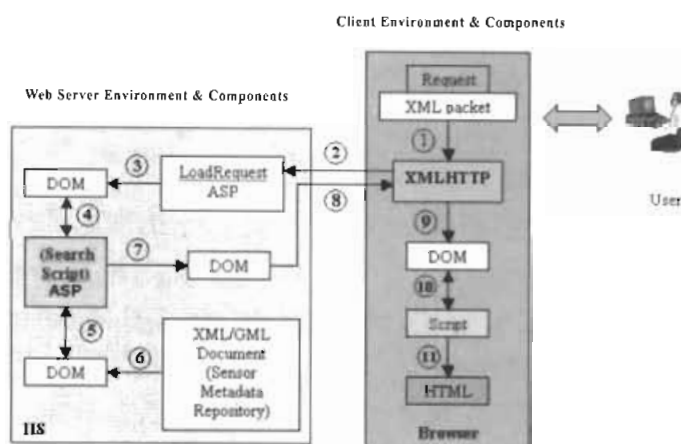 Client Environment & Components
Web Server Environment & Components
Request
XML packet
1
XMLHTTP
2
8
3
LoadRequest
ASP
DOM
4
(Search
Script)
ASP
7
DOM
5
DOM
6
XML/GML
Document
(Sensor
Metadata
Repository)
IIS
9
DOM
10
Script
11
HTML
Browser
User